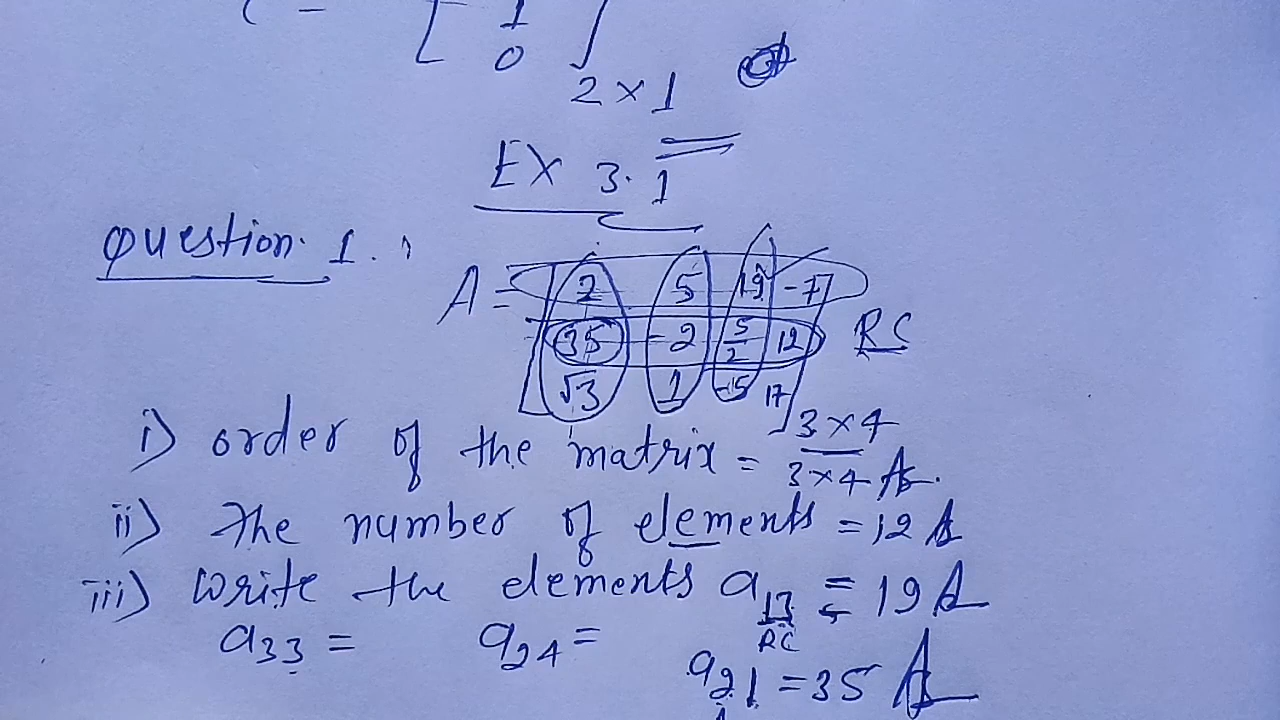 1
0
2 x 1
EX 3.1
Question. 1.
A = 2 5 19 -7
35 -2 5/2 12 RC
√3 1 -5 17
3 x 4
i) order of the matrix = 3 x 4 A
ii) The number of elements = 12 A
iii) Write the elements a13 = 19 A
RC
a33 = a24 =
a21 = 35 A